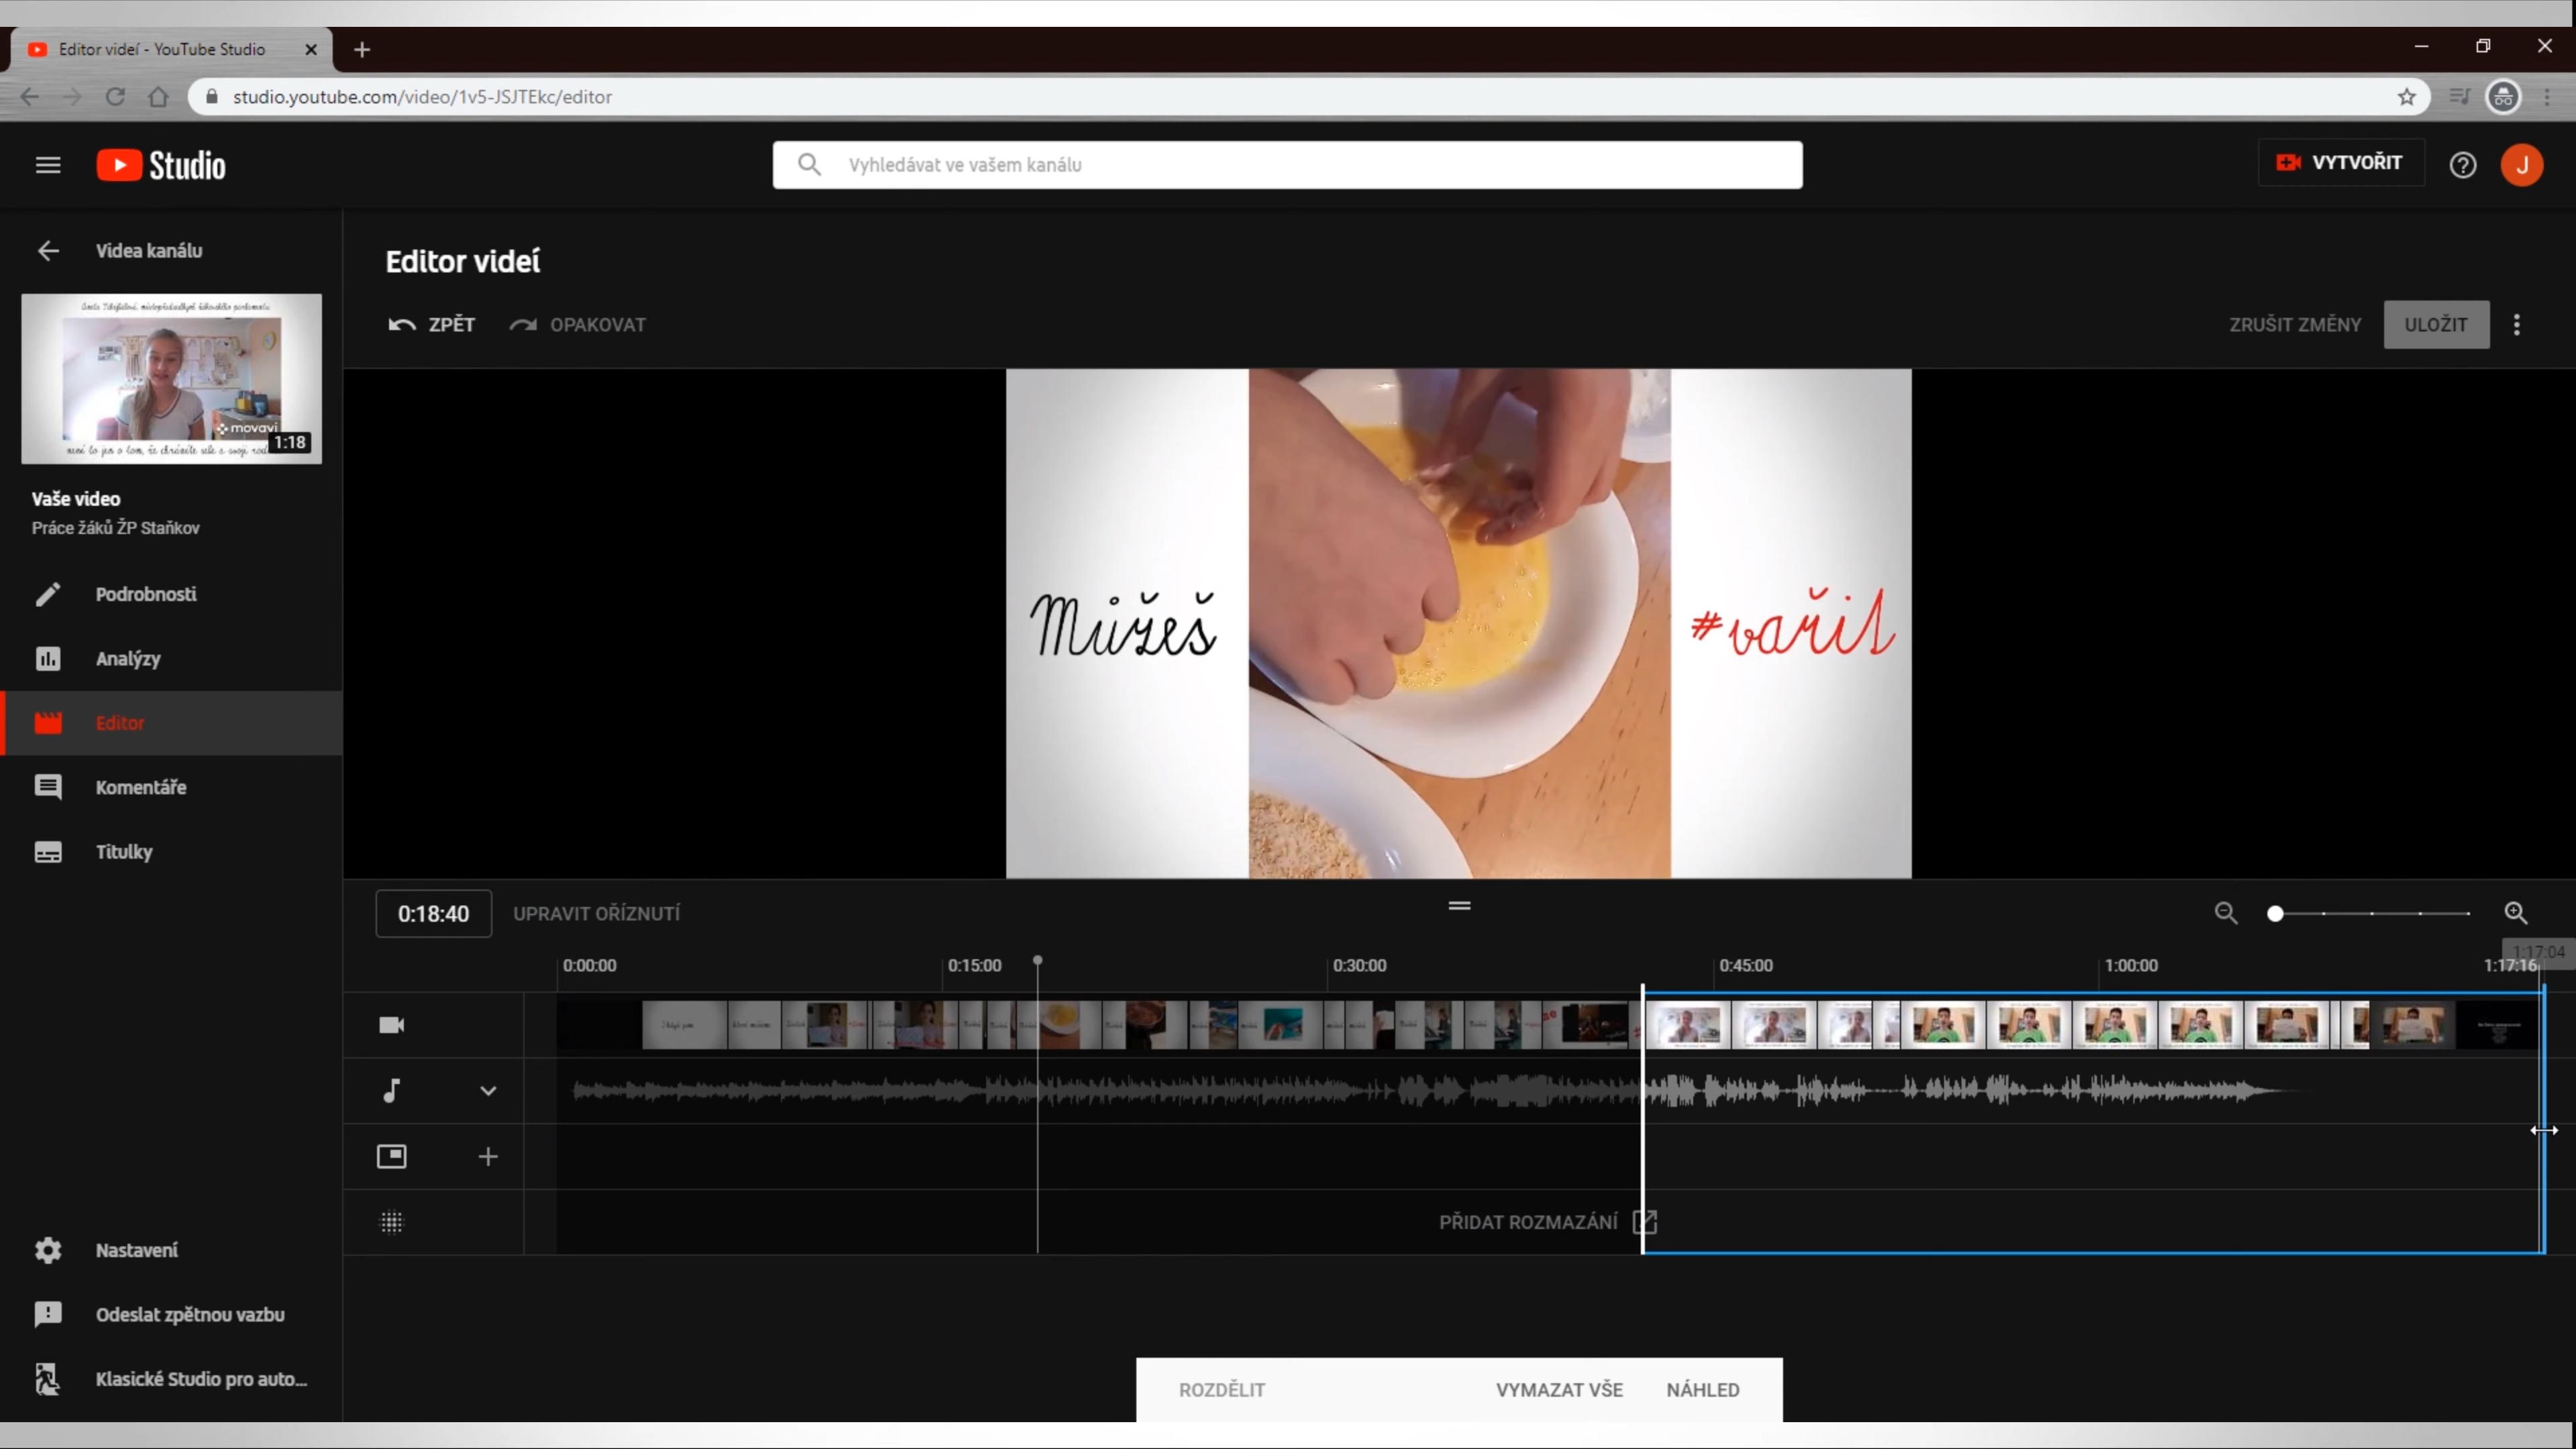 Editor videí - YouTube Studio
studio.youtube.com/video/1v5-JSJTEkc/editor
Studio
Vyhledávat ve vašem kanálu
VYTVOŘIT
J
Videa kanálu
movavi
1:18
Vaše video
Práce žáků ŽP Staňkov
Podrobnosti
Analýzy
Editor
Komentáře
Titulky
Nastavení
Odeslat zpětnou vazbu
Klasické Studio pro auto...
Editor videí
ZPĚT
OPAKOVAT
ZRUŠIT ZMĚNY
ULOŽIT
Můžeš
#vařit
0:18:40
UPRAVIT OŘÍZNUTÍ
1:17:04
0:00:00
0:15:00
0:30:00
0:45:00
1:00:00
1:17:16
PŘIDAT ROZMAZÁNÍ
ROZDĚLIT
VYMAZAT VŠE
NÁHLED